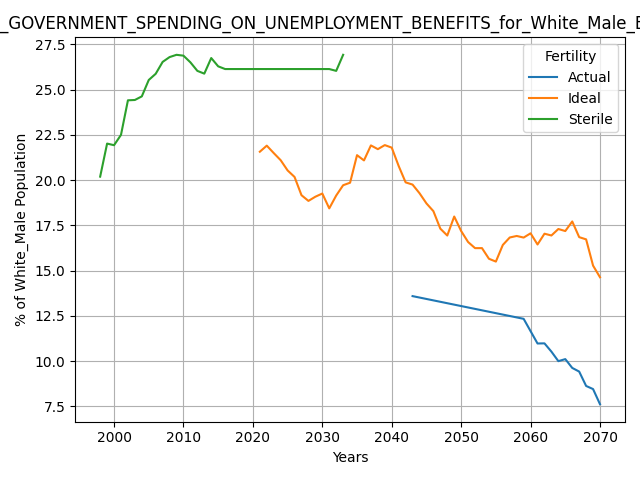 _GOVERNMENT_SPENDING_ON_UNEMPLOYMENT_BENEFITS_for_White_Male_
Fertility
Actual
Ideal
Sterile
27.5
25.0
22.5
20.0
17.5
15.0
12.5
10.0
7.5
% of White_Male Population
2000
2010
2020
2030
2040
2050
2060
2070
Years